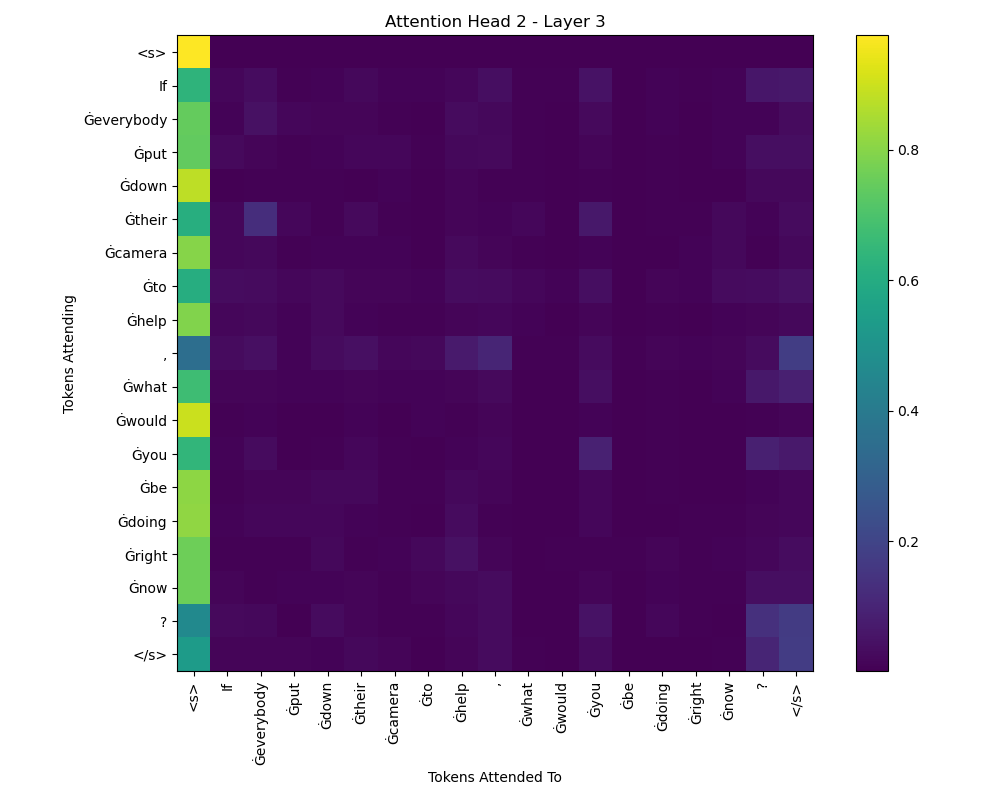 Attention Head 2 - Layer 3
Tokens Attending
<s>
If
Ġeverybody
Ġput
Ġdown
Ġtheir
Ġcamera
Ġto
Ġhelp
,
Ġwhat
Ġwould
Ġyou
Ġbe
Ġdoing
Ġright
Ġnow
?
</s>
<s>
If
Ġeverybody
Ġput
Ġdown
Ġtheir
Ġcamera
Ġto
Ġhelp
,
Ġwhat
Ġwould
Ġyou
Ġbe
Ġdoing
Ġright
Ġnow
?
</s>
Tokens Attended To
0.8
0.6
0.4
0.2